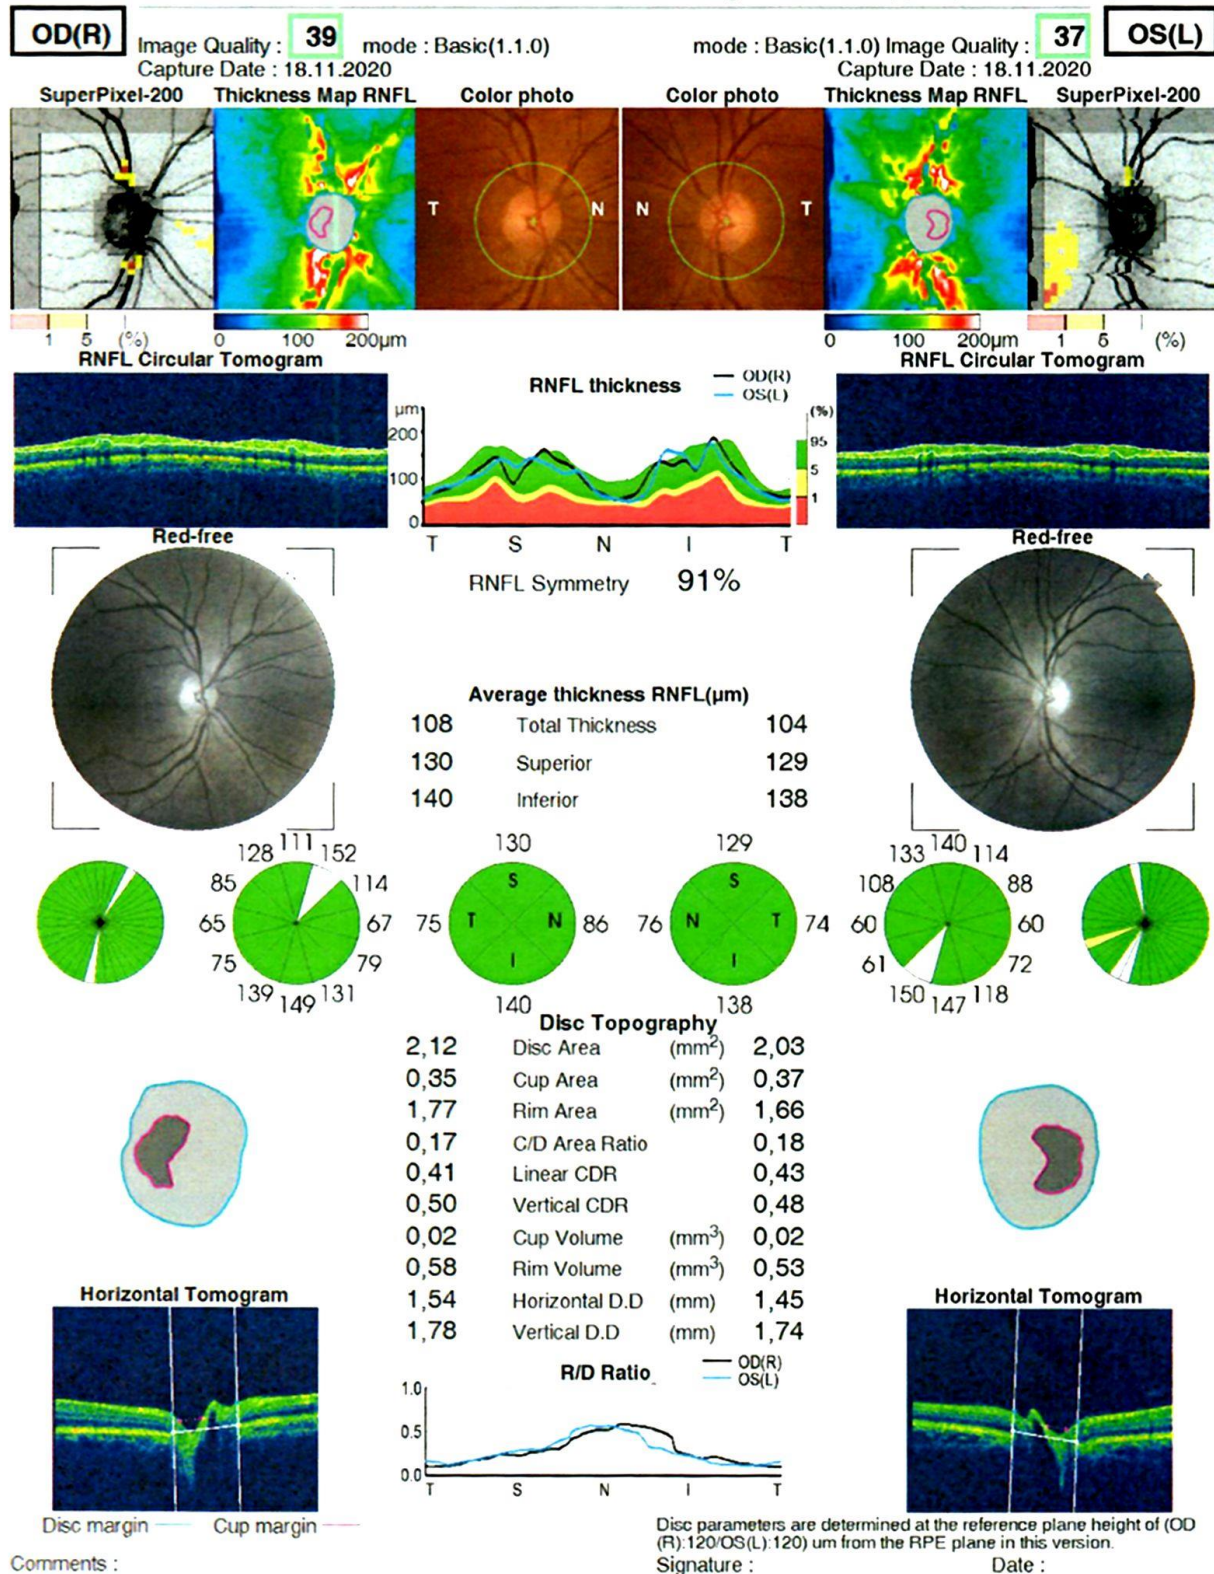 OD(R) Image Quality : 39 mode : Basic(1.1.0) mode : Basic(1.1.0) Image Quality : 37 OS(L)
Capture Date : 18.11.2020 Capture Date : 18.11.2020
SuperPixel-200 Thickness Map RNFL Color photo Color photo Thickness Map RNFL SuperPixel-200
T N N T
1 5 (%) 0 100 200µm 0 100 200µm 1 5 (%)
RNFL Circular Tomogram RNFL Circular Tomogram
RNFL thickness OD(R)
OS(L)
µm (%)
200 95
100 5
1
0
T S N I T
Red-free Red-free
RNFL Symmetry 91%
Average thickness RNFL(µm)
108 Total Thickness 104
130 Superior 129
140 Inferior 138
128 111 152 130 129 133 140 114
85 114 S S 108 88
65 67 75 T N 86 76 N T 74 60 60
75 79 I I 61 72
139 149 131 140 138 150 147 118
Disc Topography
2,12 Disc Area (mm²) 2,03
0,35 Cup Area (mm²) 0,37
1,77 Rim Area (mm²) 1,66
0,17 C/D Area Ratio 0,18
0,41 Linear CDR 0,43
0,50 Vertical CDR 0,48
0,02 Cup Volume (mm³) 0,02
0,58 Rim Volume (mm³) 0,53
1,54 Horizontal D.D (mm) 1,45
1,78 Vertical D.D (mm) 1,74
Horizontal Tomogram Horizontal Tomogram
R/D Ratio OD(R)
OS(L)
1.0
0.5
0.0
T S N I T
Disc margin Cup margin
Disc parameters are determined at the reference plane height of (OD
(R):120/OS(L):120) um from the RPE plane in this version.
Comments : Signature : Date :